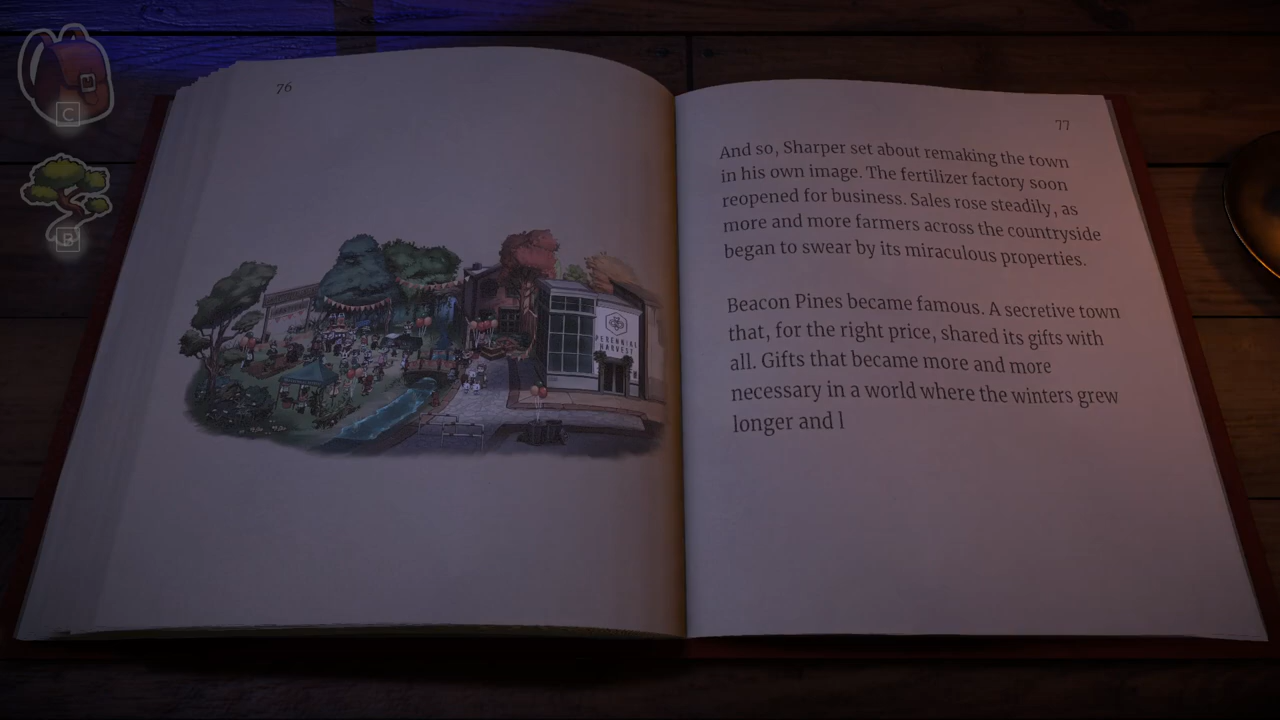 C
B
76
PERENNIAL
HARVEST
77
And so, Sharper set about remaking the town
in his own image. The fertilizer factory soon
reopened for business. Sales rose steadily, as
more and more farmers across the countryside
began to swear by its miraculous properties.
Beacon Pines became famous. A secretive town
that, for the right price, shared its gifts with
all. Gifts that became more and more
necessary in a world where the winters grew
longer and l